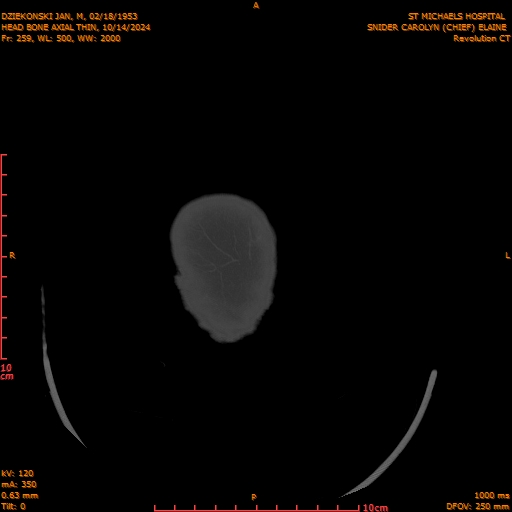 A
DZIEKONSKI JAN, M, 02/18/1953
HEAD BONE AXIAL THIN, 10/14/2024
Fr: 259, WL: 500, WW: 2000
ST MICHAELS HOSPITAL
SNIDER CAROLYN (CHIEF) ELAINE
Revolution CT
R
L
10
cm
kV: 120
mA: 350
0.63 mm
Tilt: 0
P
10cm
1000 ms
DFOV: 250 mm